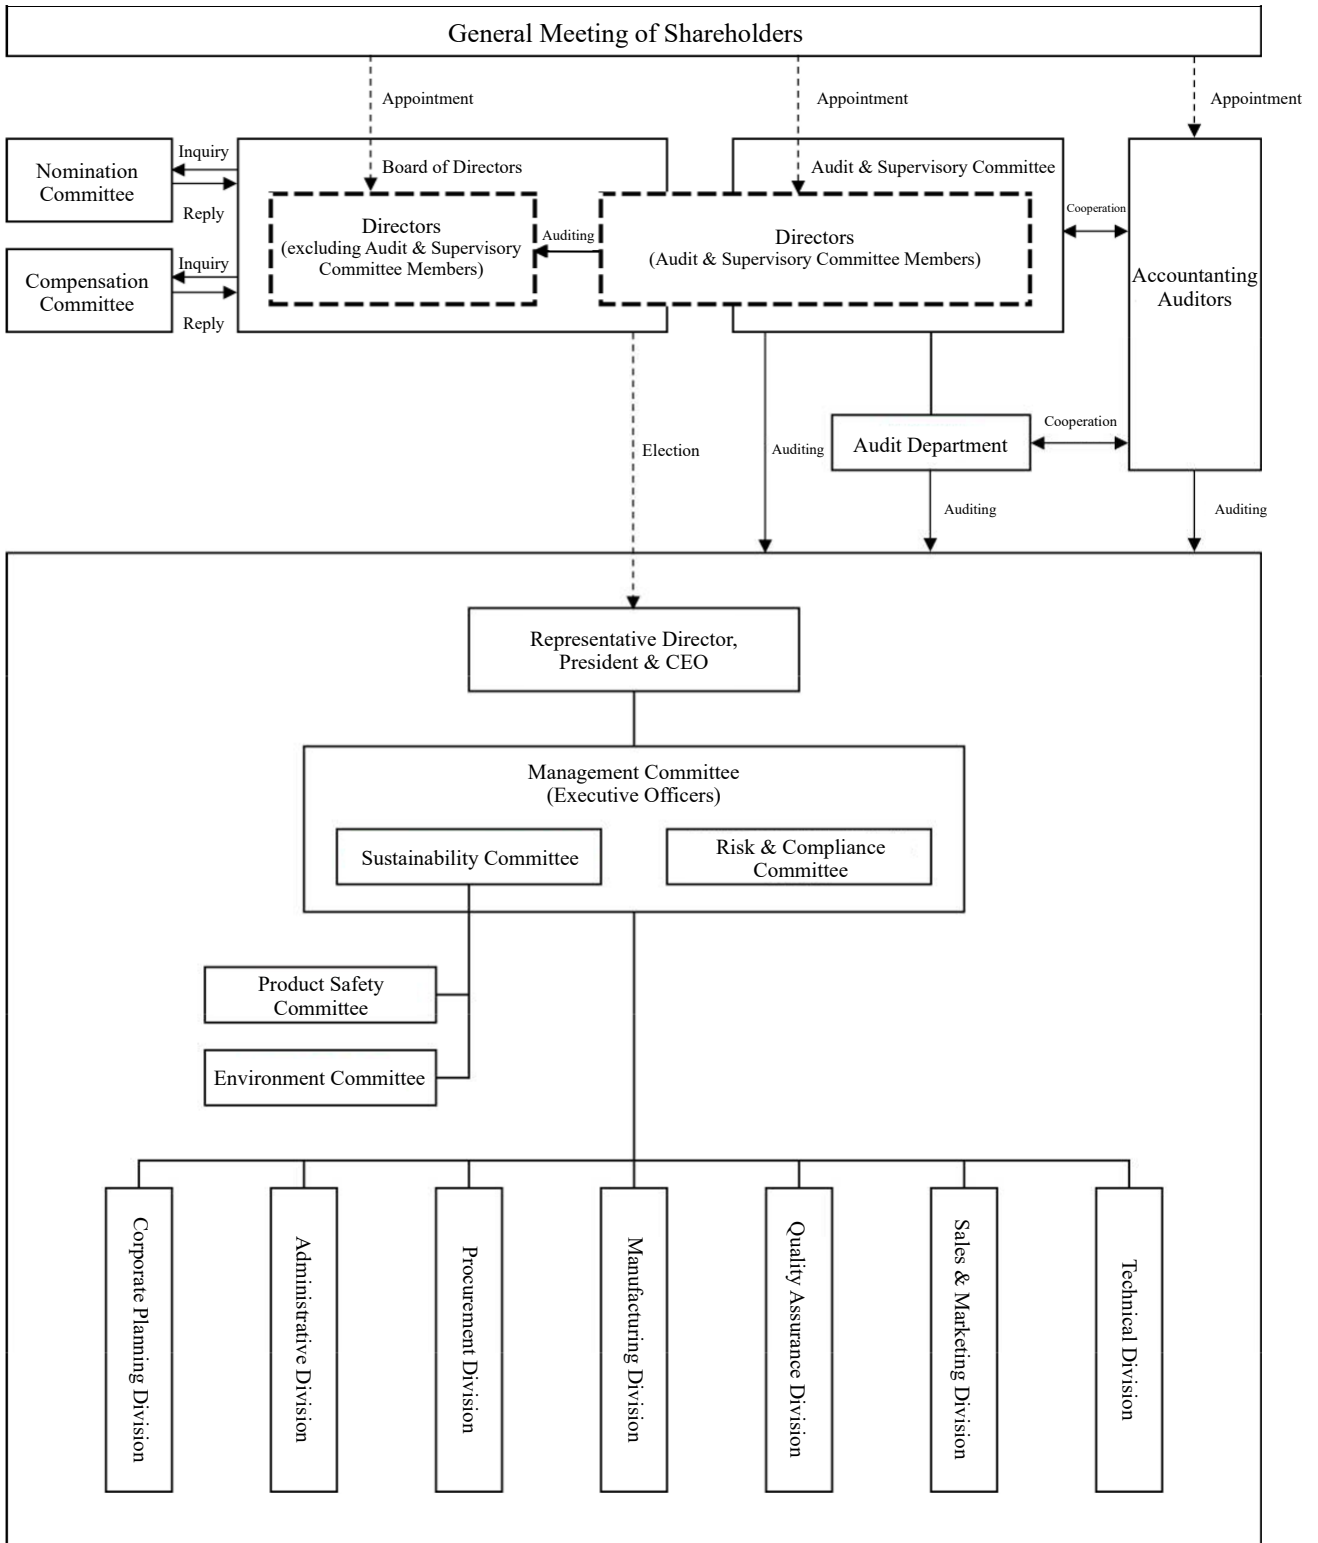 General Meeting of Shareholders
Appointment
Appointment
Appointment
Nomination
Committee
Inquiry
Reply
Board of Directors
Audit & Supervisory Committee
Compensation
Committee
Inquiry
Reply
Directors
(excluding Audit & Supervisory
Committee Members)
Auditing
Directors
(Audit & Supervisory Committee Members)
Cooperation
Accountanting
Auditors
Election
Auditing
Audit Department
Cooperation
Auditing
Auditing
Representative Director,
President & CEO
Management Committee
(Executive Officers)
Sustainability Committee
Risk & Compliance
Committee
Product Safety
Committee
Environment Committee
Corporate Planning Division
Administrative Division
Procurement Division
Manufacturing Division
Quality Assurance Division
Sales & Marketing Division
Technical Division